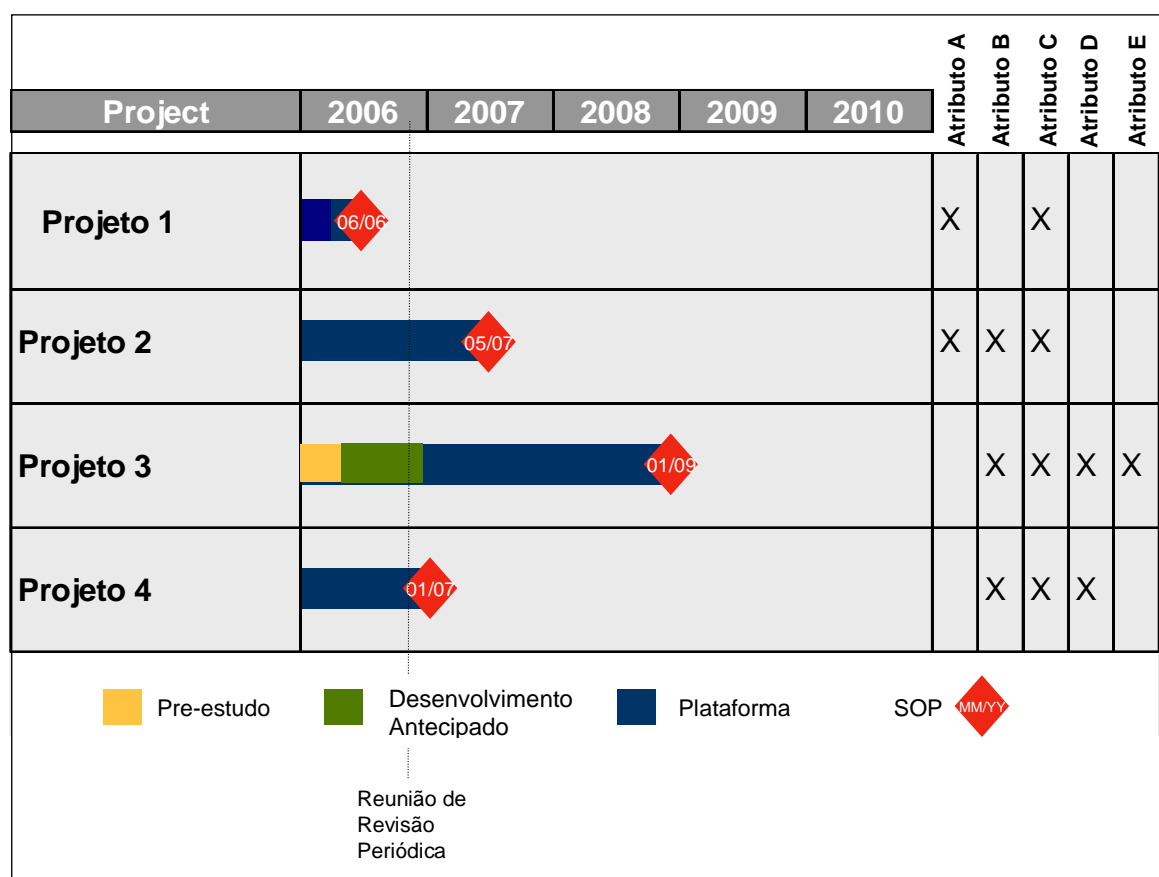 Atributo A
Atributo B
Atributo C
Atributo D
Atributo E
Project 2006 2007 2008 2009 2010
Projeto 1 06/06 X X
Projeto 2 05/07 X X X
Projeto 3 01/09 X X X X
Projeto 4 01/07 X X X
Pre-estudo
Desenvolvimento
Antecipado
Plataforma
SOP MM/YY
Reunião de
Revisão
Periódica